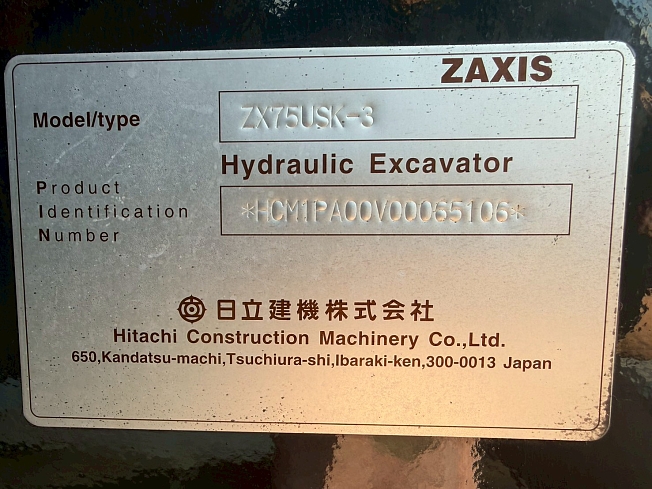 ZAXIS
Model/type ZX75USK-3
Hydraulic Excavator
Product
Identification *HCM1PA00V00065106*
Number
日立建機株式会社
Hitachi Construction Machinery Co.,Ltd.
650,Kandatsu-machi,Tsuchiura-shi,Ibaraki-ken,300-0013 Japan